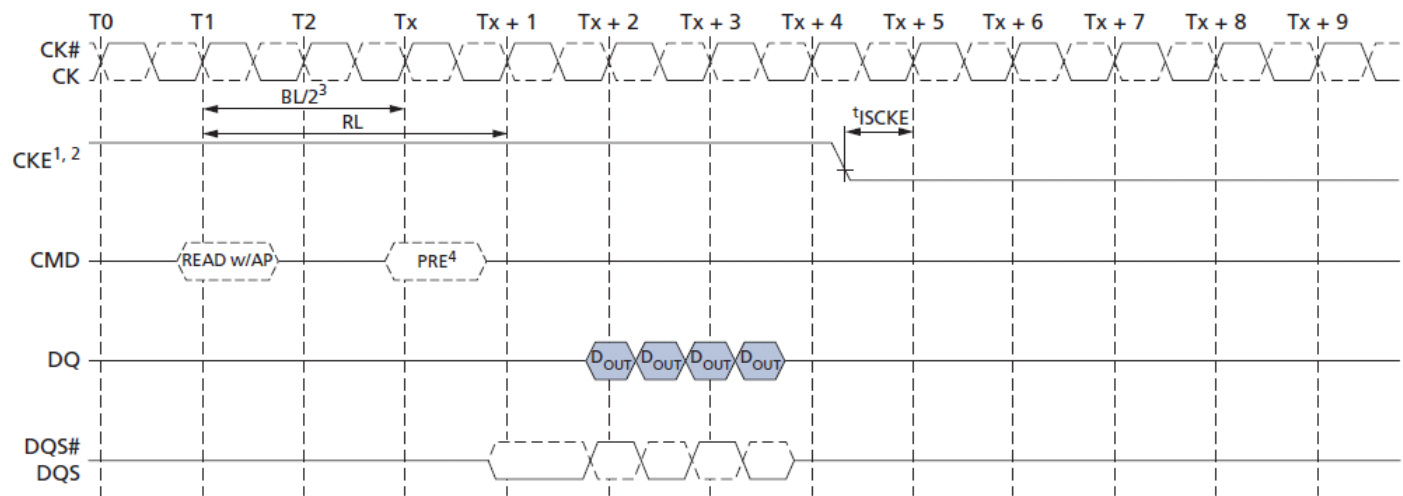 T0 T1 T2 Tx Tx + 1 Tx + 2 Tx + 3 Tx + 4 Tx + 5 Tx + 6 Tx + 7 Tx + 8 Tx + 9
CK#
CK
BL/2³
RL
tISCKE
CKE1, 2
CMD READ w/AP PRE⁴
DQ DOUT DOUT DOUT DOUT
DQS#
DQS